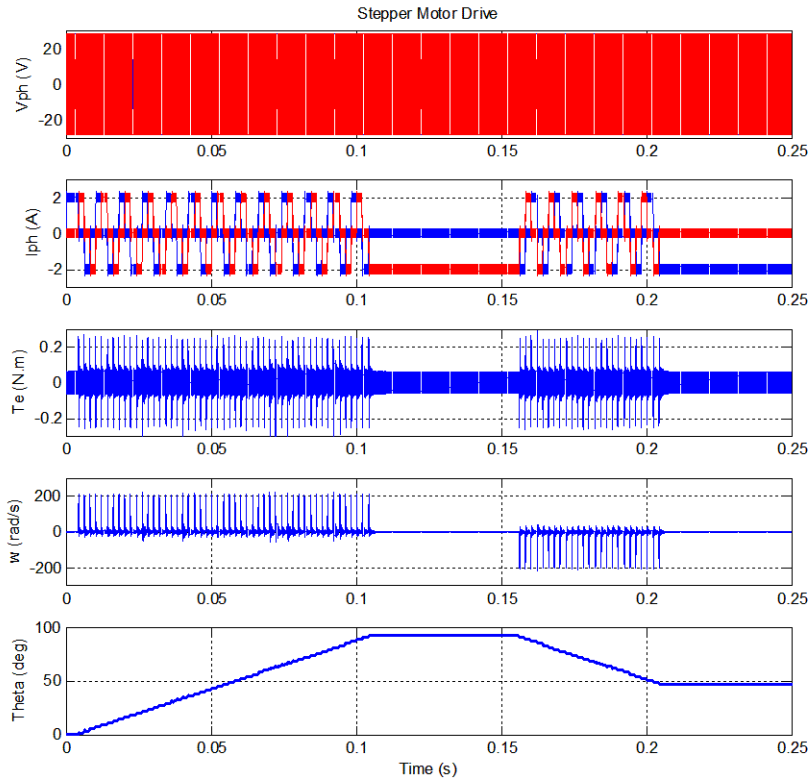 Stepper Motor Drive
Vph (V)
20
0
-20
0 0.05 0.1 0.15 0.2 0.25
Iph (A)
2
0
-2
0 0.05 0.1 0.15 0.2 0.25
Te (N.m)
0.2
0
-0.2
0 0.05 0.1 0.15 0.2 0.25
w (rad/s)
200
0
-200
0 0.05 0.1 0.15 0.2 0.25
Theta (deg)
100
50
0
0 0.05 0.1 0.15 0.2 0.25
Time (s)